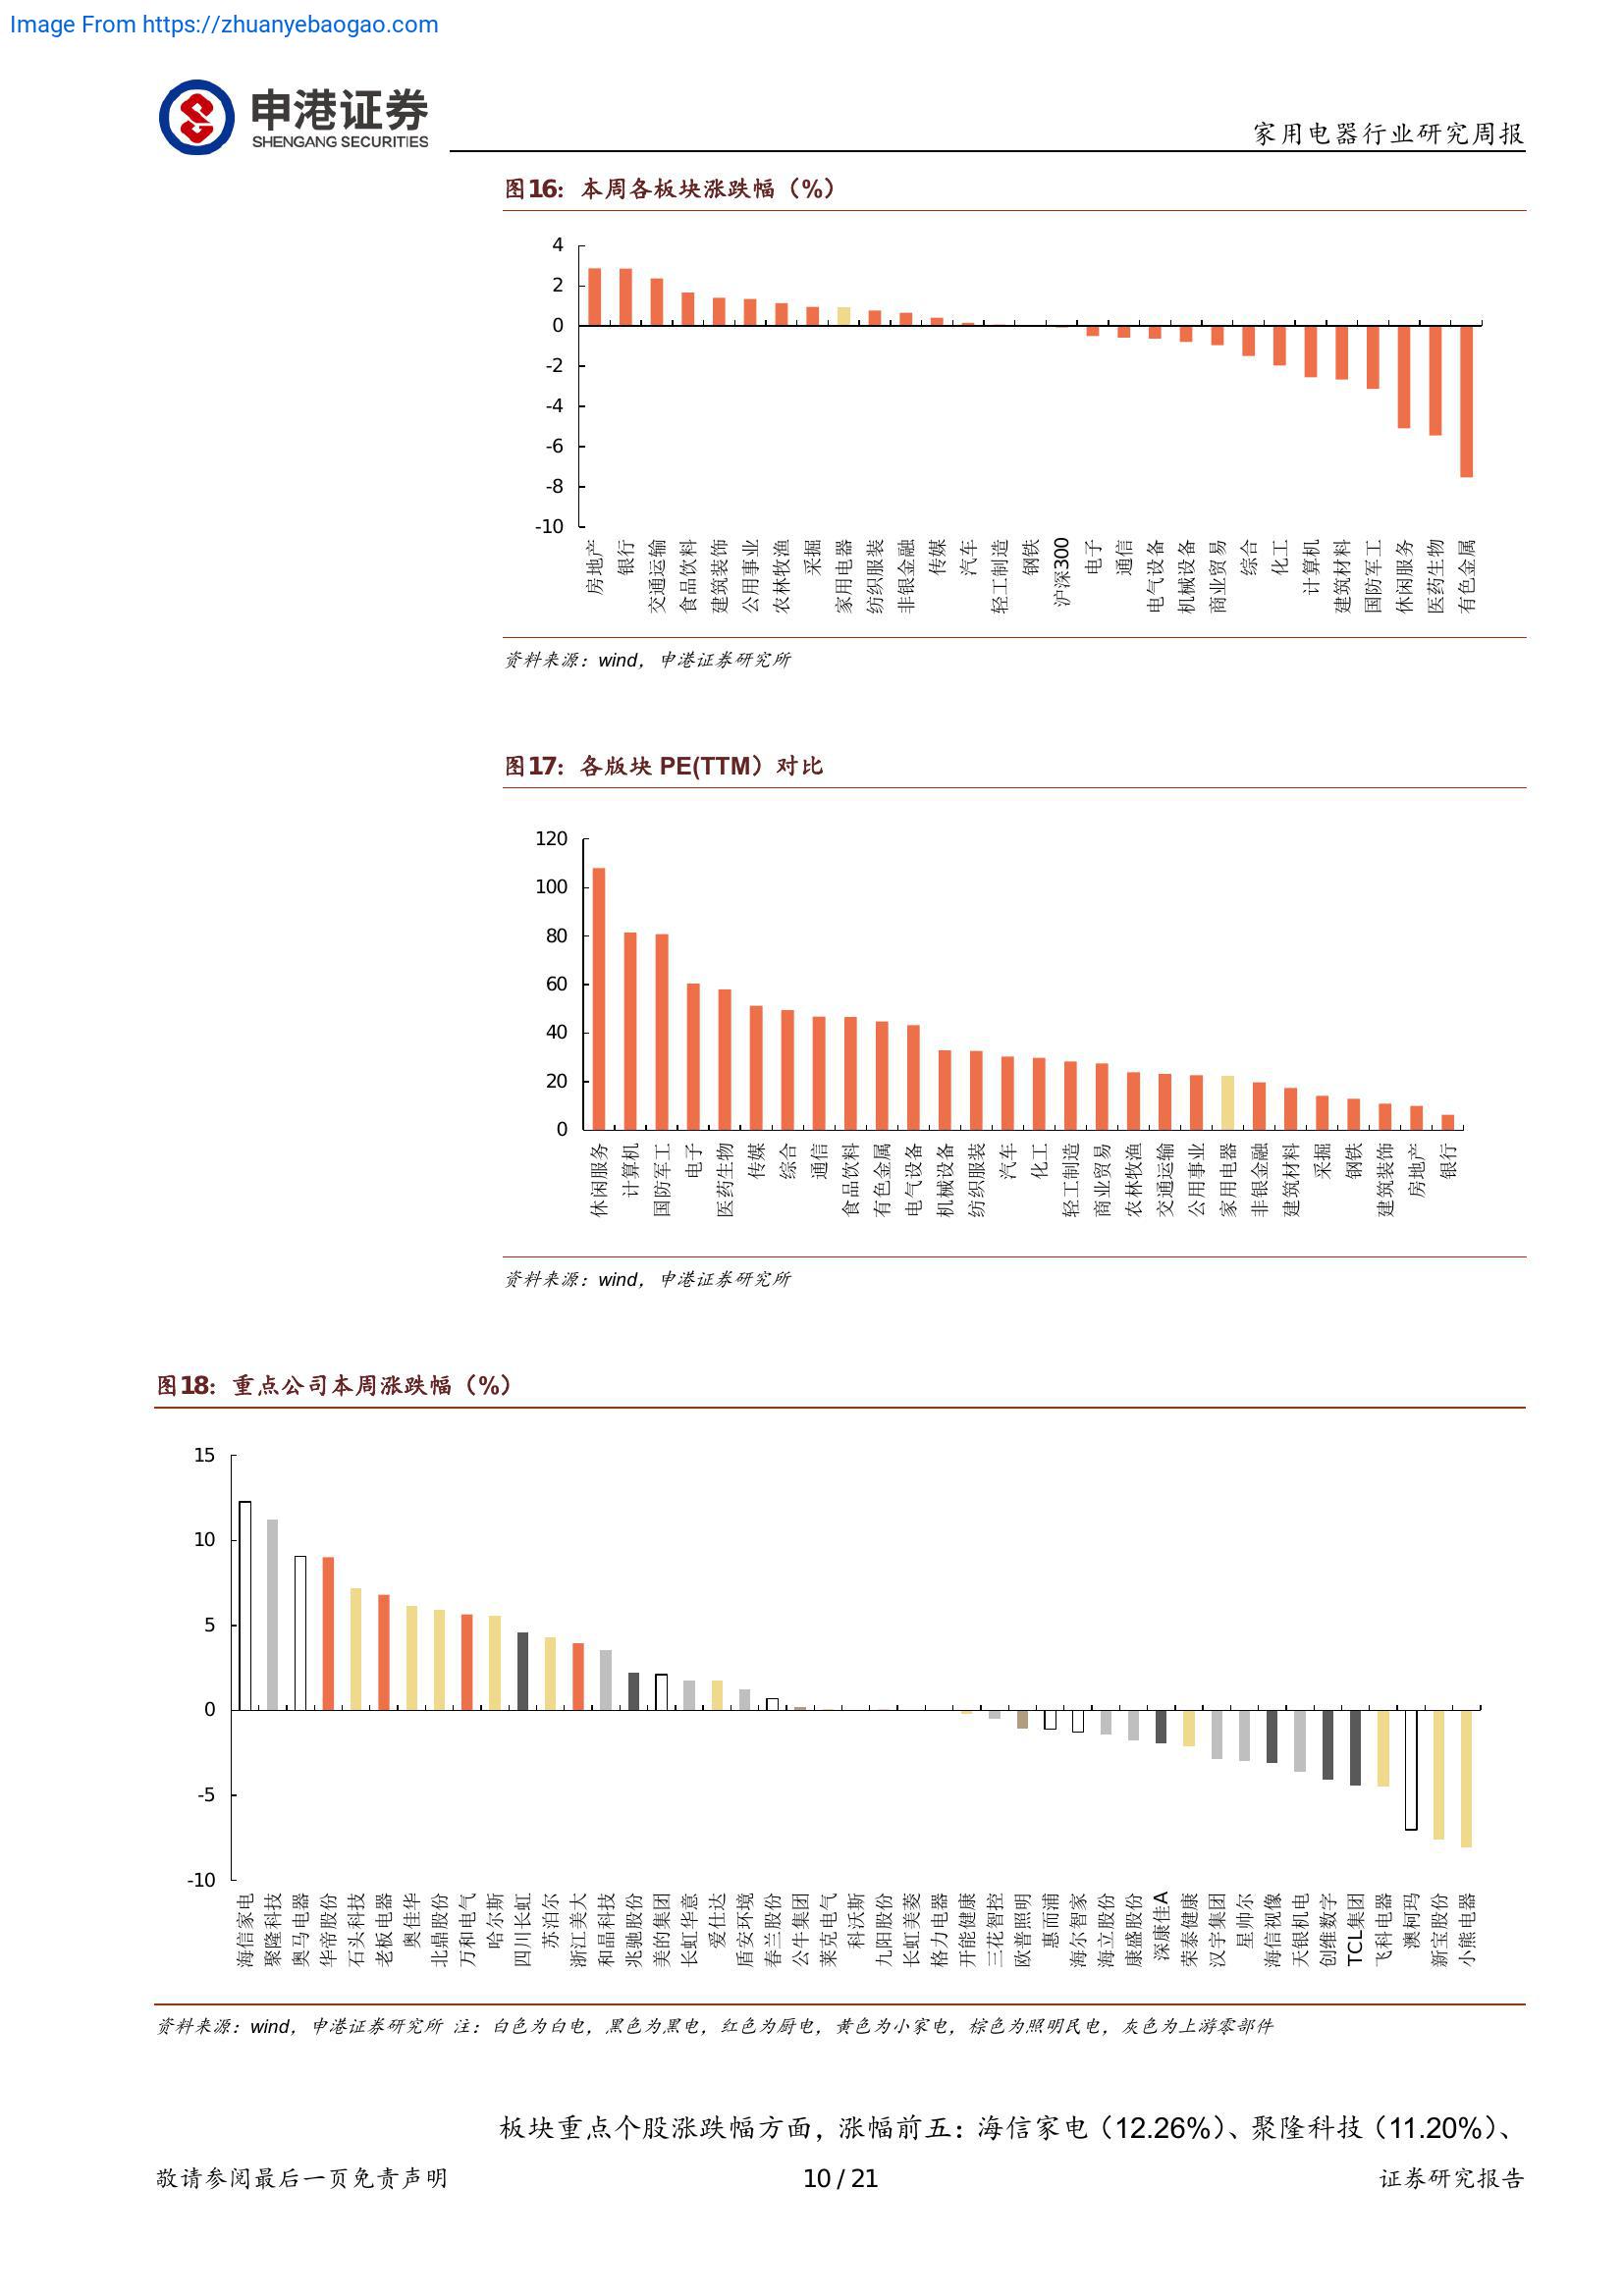 Image From https://zhuanyebaogao.com
申港证券
SHENGANG SECURITIES
家用电器行业研究周报
图16：本周各板块涨跌幅（%）
4
2
0
-2
-4
-6
-8
-10
房地产
银行
交通运输
食品饮料
建筑装饰
公用事业
农林牧渔
采掘
家用电器
纺织服装
非银金融
传媒
汽车
轻工制造
钢铁
沪深300
电子
通信
电气设备
机械设备
商业贸易
综合
化工
计算机
建筑材料
国防军工
休闲服务
医药生物
有色金属
资料来源：wind，申港证券研究所
图17：各版块 PE(TTM）对比
120
100
80
60
40
20
0
休闲服务
计算机
国防军工
电子
医药生物
传媒
综合
通信
食品饮料
有色金属
电气设备
机械设备
纺织服装
汽车
化工
轻工制造
商业贸易
农林牧渔
交通运输
公用事业
家用电器
非银金融
建筑材料
采掘
钢铁
建筑装饰
房地产
银行
资料来源：wind，申港证券研究所
图18：重点公司本周涨跌幅（%）
15
10
5
0
-5
-10
海信家电
聚隆科技
奥马电器
华帝股份
石头科技
老板电器
奥佳华
北鼎股份
万和电气
哈尔斯
四川长虹
苏泊尔
浙江美大
和晶科技
兆驰股份
美的集团
长虹华意
爱仕达
盾安环境
春兰股份
公牛集团
莱克电气
科沃斯
九阳股份
长虹美菱
格力电器
开能健康
三花智控
欧普照明
惠而浦
海尔智家
海立股份
康盛股份
深康佳A
荣泰健康
汉宇集团
星帅尔
海信视像
天银机电
创维数字
TCL集团
飞科电器
澳柯玛
新宝股份
小熊电器
资料来源：wind，申港证券研究所 注：白色为白电，黑色为黑电，红色为厨电，黄色为小家电，棕色为照明民电，灰色为上游零部件
板块重点个股涨跌幅方面，涨幅前五：海信家电（12.26%）、聚隆科技（11.20%）、
敬请参阅最后一页免责声明
10 / 21
证券研究报告